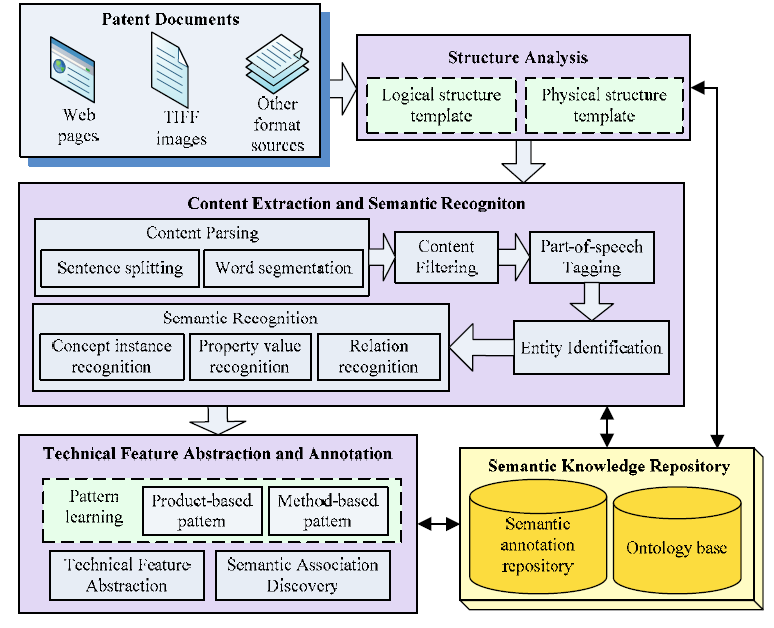 Patent Documents
Web
pages
TIFF
images
Other
format
sources
Structure Analysis
Logical structure
template
Physical structure
template
Content Extraction and Semantic Recogniton
Content Parsing
Sentence splitting
Word segmentation
Content
Filtering
Part-of-speech
Tagging
Semantic Recognition
Concept instance
recognition
Property value
recognition
Relation
recognition
Entity Identification
Technical Feature Abstraction and Annotation
Pattern
learning
Product-based
pattern
Method-based
pattern
Technical Feature
Abstraction
Semantic Association
Discovery
Semantic Knowledge Repository
Semantic
annotation
repository
Ontology base